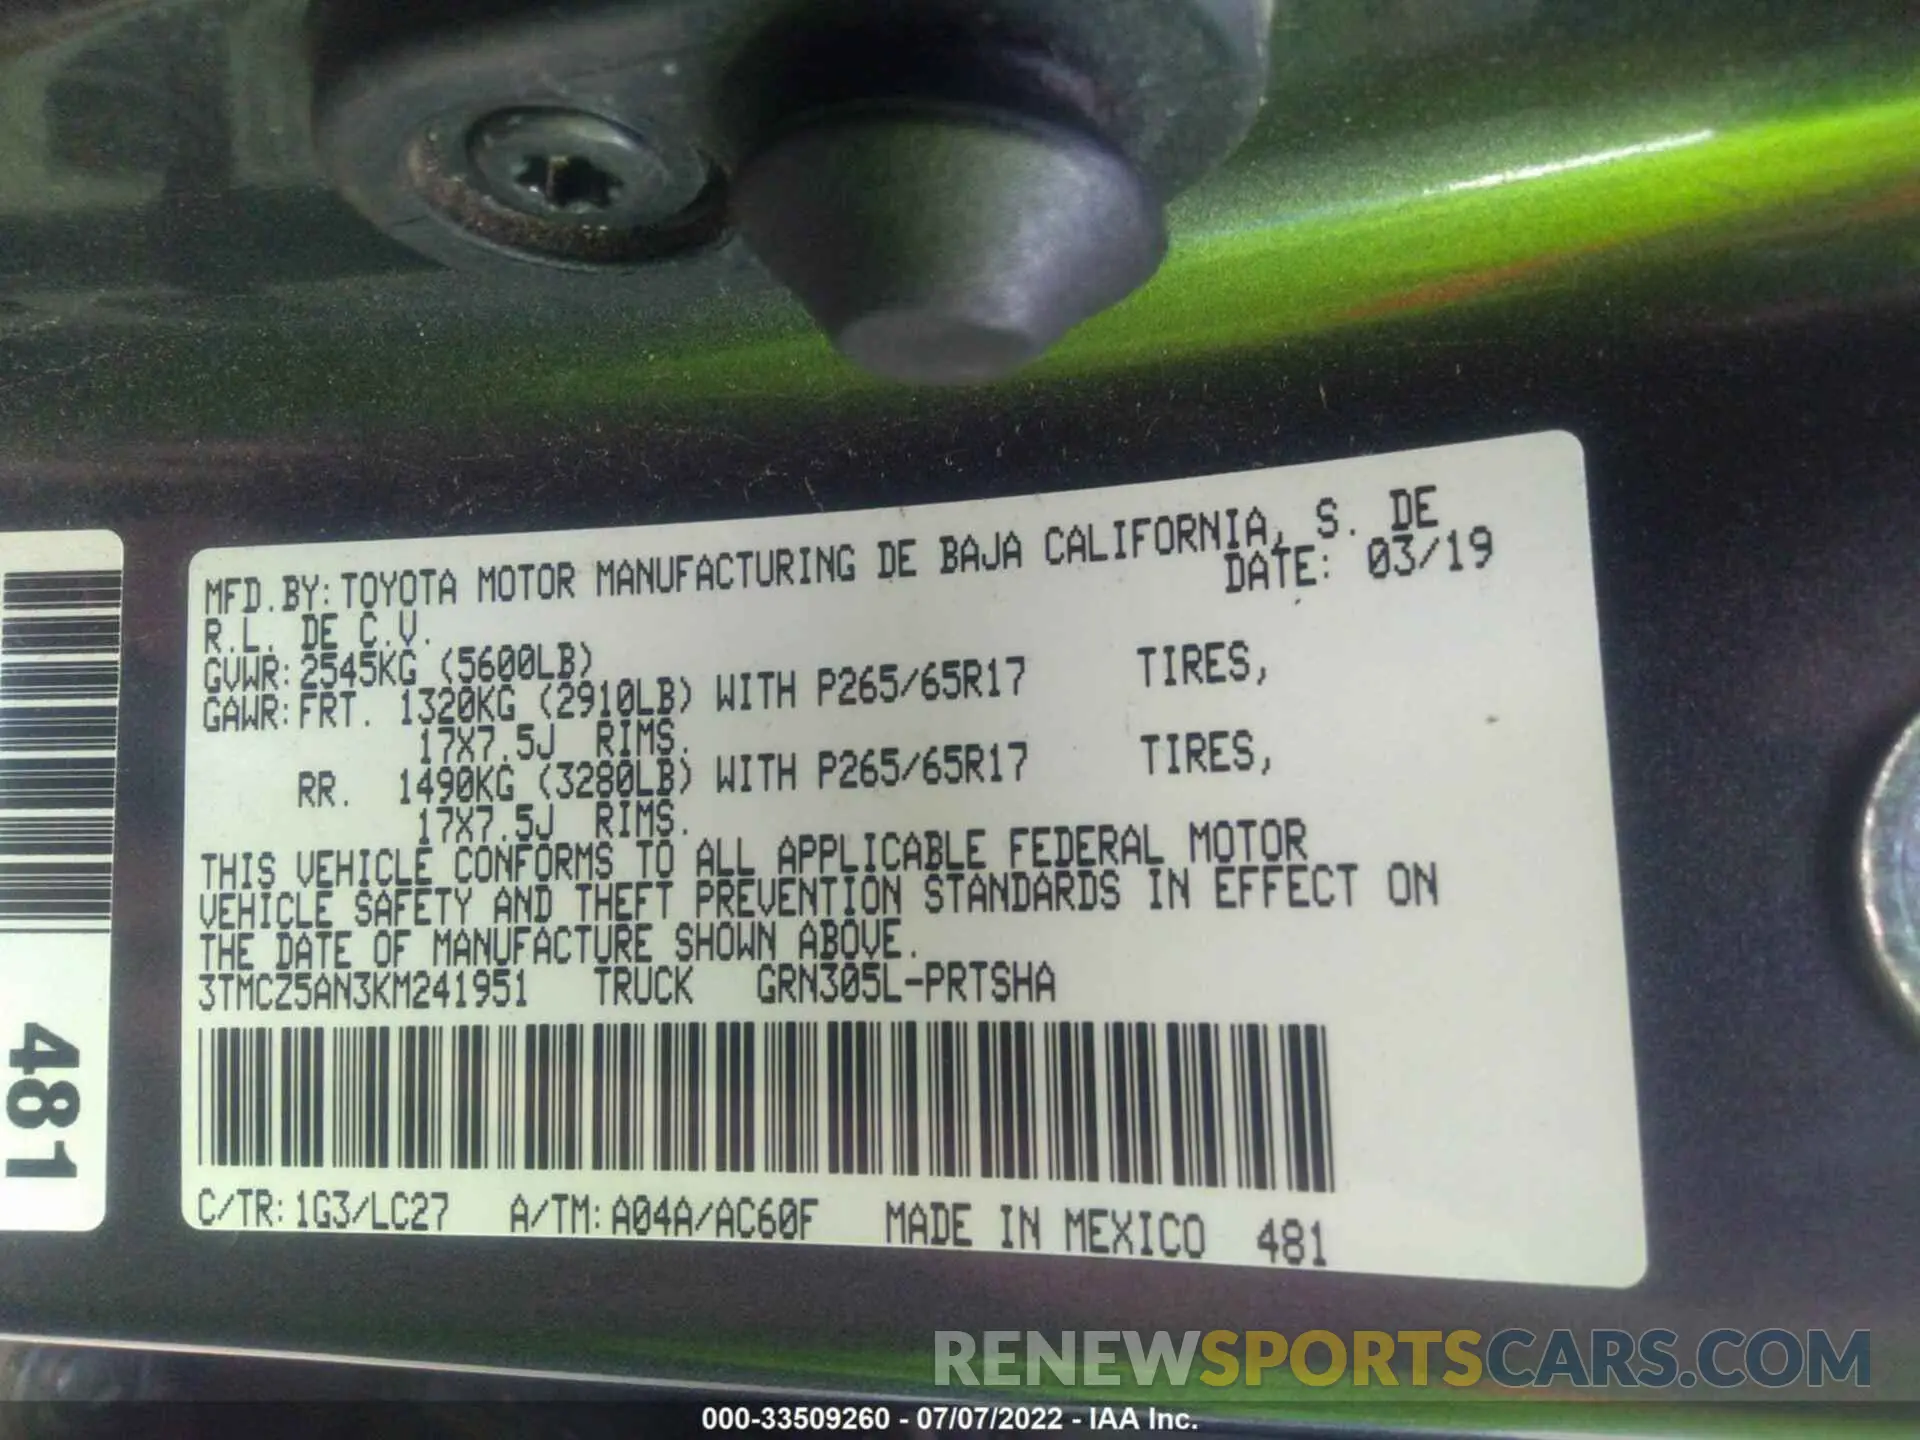 MFD.BY:TOYOTA MOTOR MANUFACTURING DE BAJA CALIFORNIA, S. DE
R.L. DE C.V. DATE: 03/19
GVWR:2545KG (5600LB)
GAWR:FRT. 1320KG (2910LB) WITH P265/65R17 TIRES,
17X7.5J RIMS.
RR. 1490KG (3280LB) WITH P265/65R17 TIRES,
17X7.5J RIMS.
THIS VEHICLE CONFORMS TO ALL APPLICABLE FEDERAL MOTOR
VEHICLE SAFETY AND THEFT PREVENTION STANDARDS IN EFFECT ON
THE DATE OF MANUFACTURE SHOWN ABOVE.
3TMCZ5AN3KM241951 TRUCK GRN305L-PRTSHA
C/TR:1G3/LC27 A/TM:A04A/AC60F MADE IN MEXICO 481
481
RENEWSPORTSCARS.COM
000-33509260 - 07/07/2022 - IAA Inc.